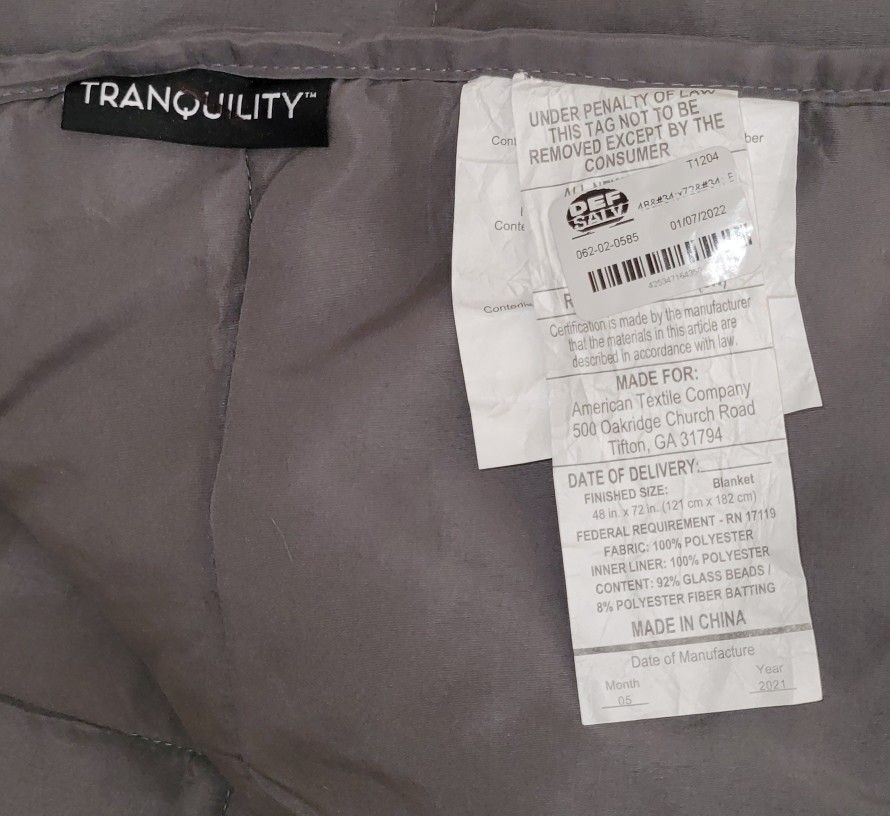 TRANQUILITY™
UNDER PENALTY OF LAW
THIS TAG NOT TO BE
REMOVED EXCEPT BY THE
CONSUMER
T1204
DEF
SALV
48&#34;x72&#34; B
062-02-0585
01/07/2022
Certification is made by the manufacturer
that the materials in this article are
described in accordance with law.
MADE FOR:
American Textile Company
500 Oakridge Church Road
Tifton, GA 31794
DATE OF DELIVERY:
FINISHED SIZE: Blanket
48 in. x 72 in. (121 cm x 182 cm)
FEDERAL REQUIREMENT - RN 17119
FABRIC: 100% POLYESTER
INNER LINER: 100% POLYESTER
CONTENT: 92% GLASS BEADS /
8% POLYESTER FIBER BATTING
MADE IN CHINA
Date of Manufacture
Month Year
05 2021